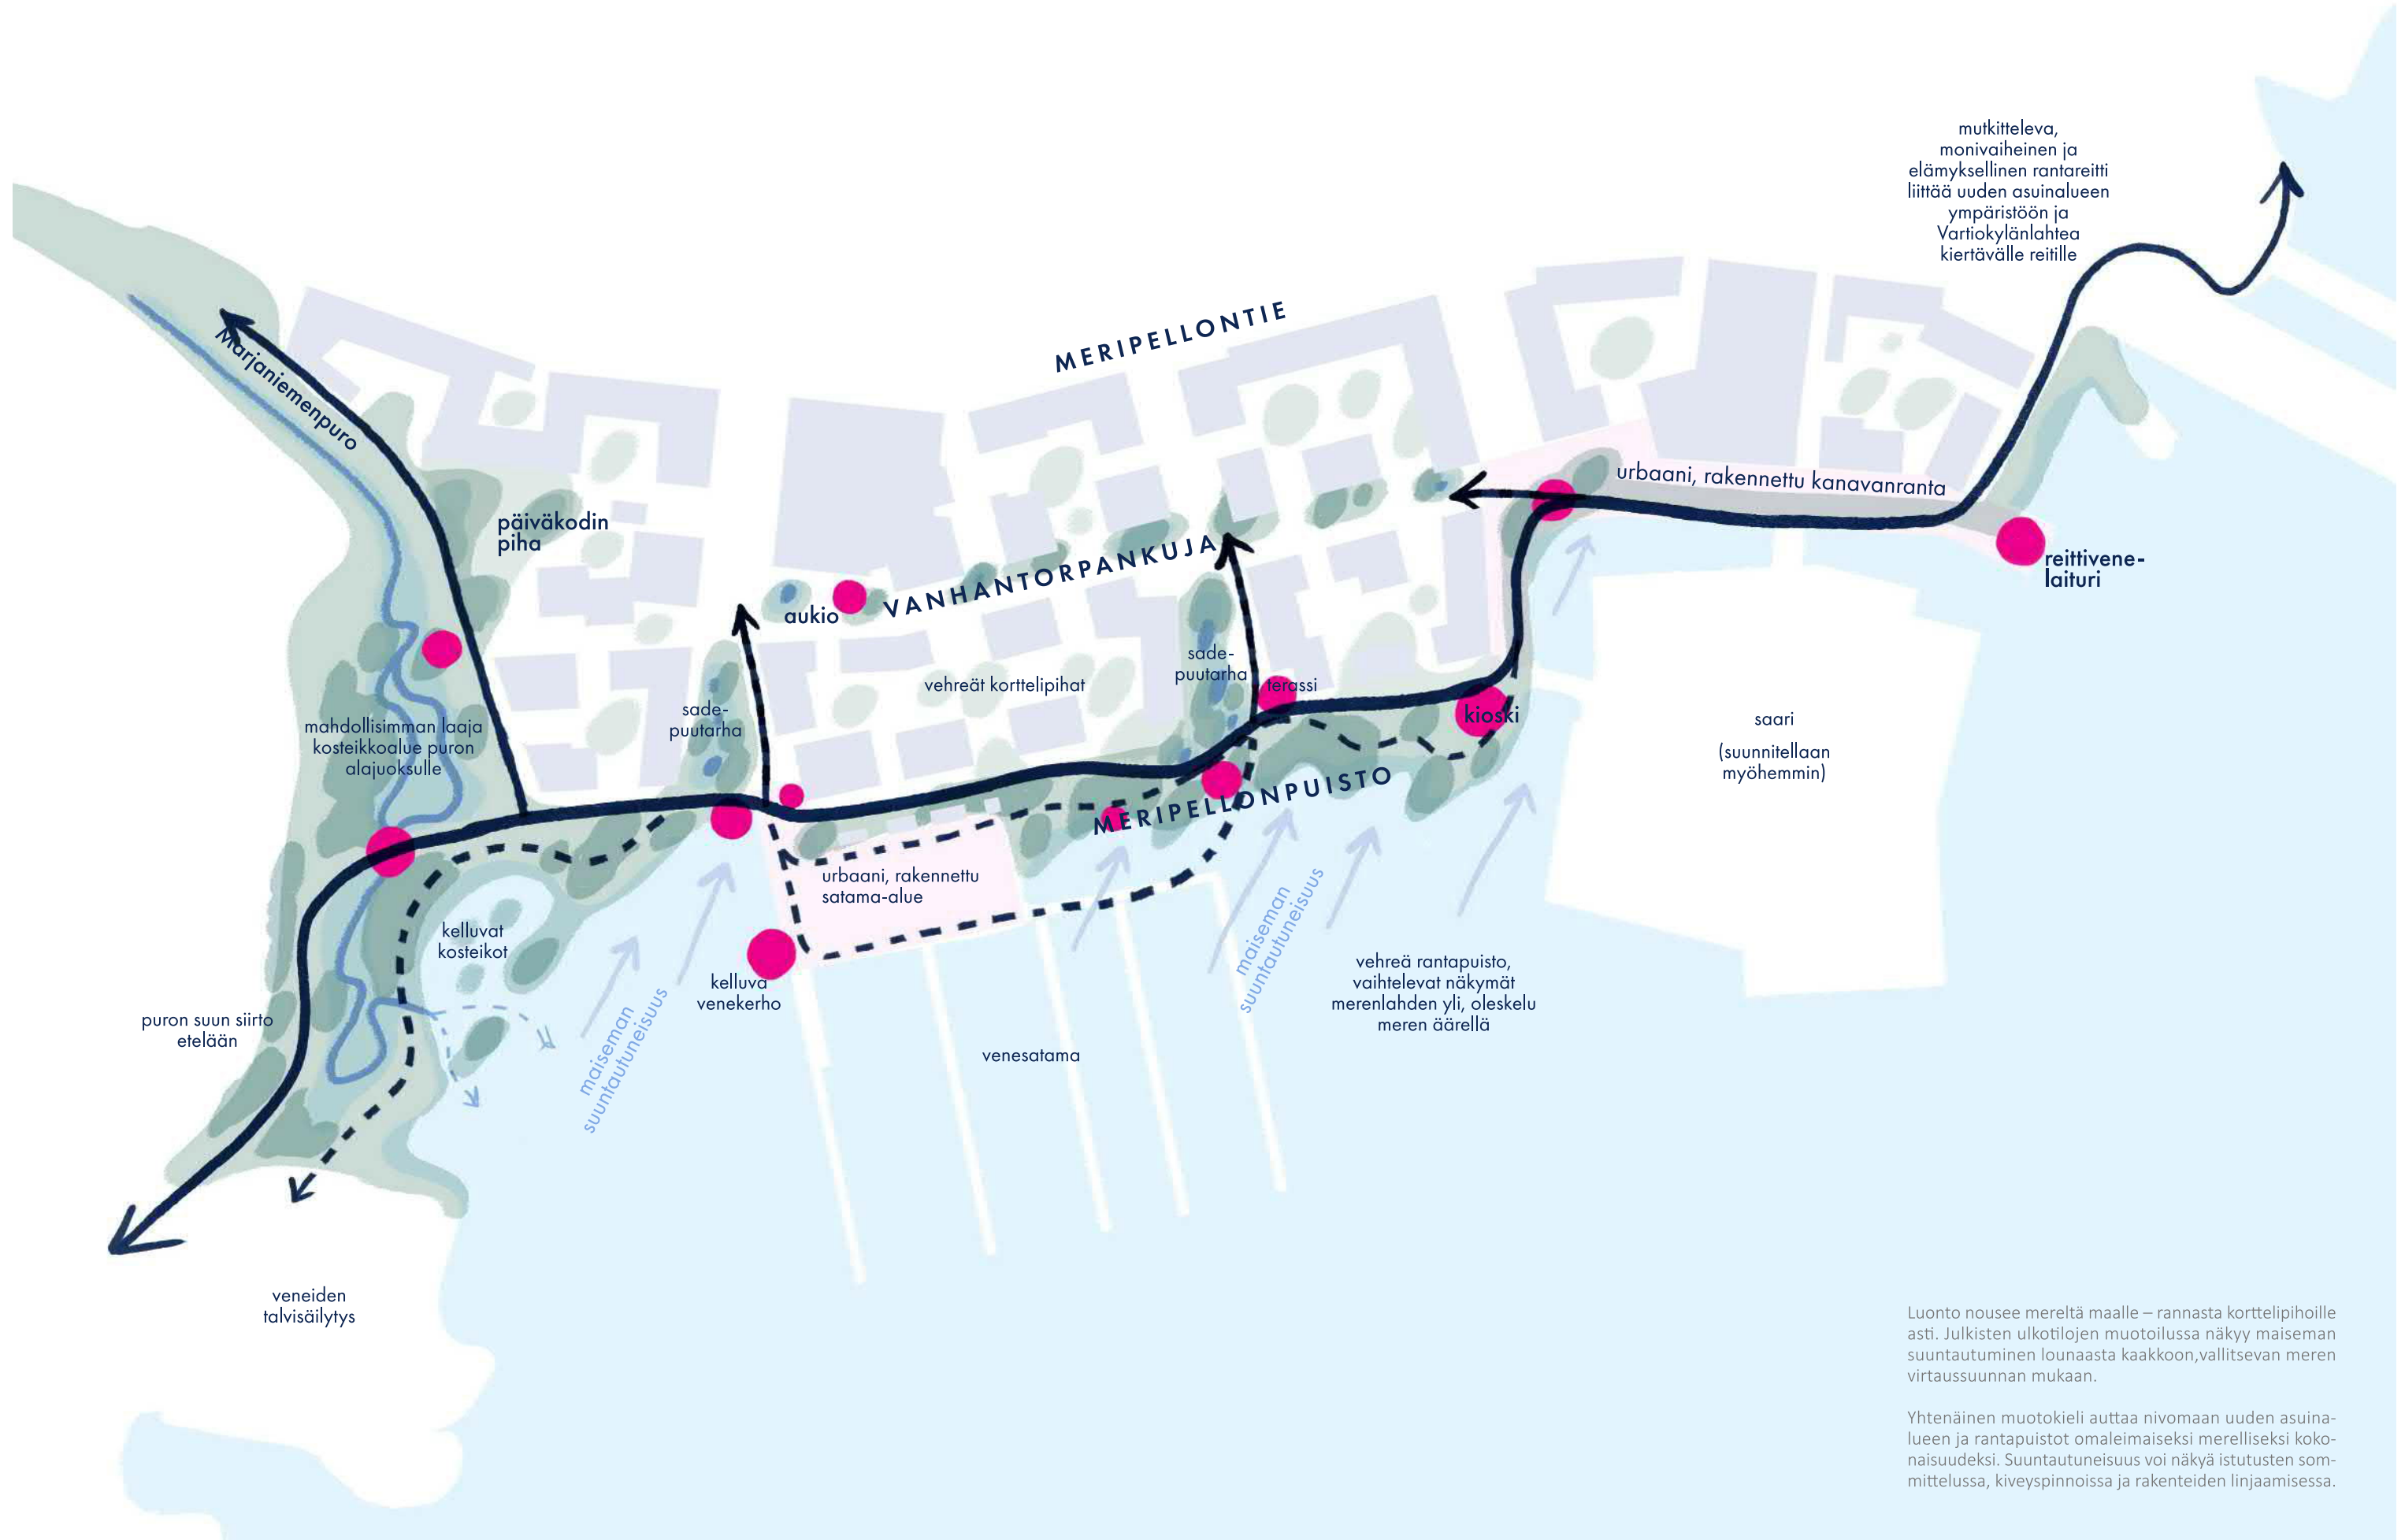 mutkitteleva,
monivaiheinen ja
elämyksellinen rantareitti
liittää uuden asuinalueen
ympäristöön ja
Vartiokylänlahtea
kiertävälle reitille
MERIPELLONTIE
Marjaniemenpuro
urbaani, rakennettu kanavanranta
päiväkodin
piha
reittivene-
laituri
VANHANTORPANKUJA
aukio
sade-
puutarha
vehreät korttelipihat
terassi
sade-
puutarha
kioski
saari
(suunnitellaan
myöhemmin)
mahdollisimman laaja
kosteikkoalue puron
alajuoksulle
MERIPELLONPUISTO
urbaani, rakennettu
satama-alue
kelluvat
kosteikot
maiseman
suuntautuneisuus
kelluva
venekerho
vehreä rantapuisto,
vaihtelevat näkymät
merenlahden yli, oleskelu
meren äärellä
puron suun siirto
etelään
maiseman
suuntautuneisuus
venesatama
veneiden
talvisäilytys
Luonto nousee mereltä maalle – rannasta korttelipihoille
asti. Julkisten ulkotilojen muotoilussa näkyy maiseman
suuntautuminen lounaasta kaakkoon,vallitsevan meren
virtaussuunnan mukaan.
Yhtenäinen muotokieli auttaa nivomaan uuden asuina-
lueen ja rantapuistot omaleimaiseksi merelliseksi koko-
naisuudeksi. Suuntautuneisuus voi näkyä istutusten som-
mittelussa, kiveyspinnoissa ja rakenteiden linjaamisessa.